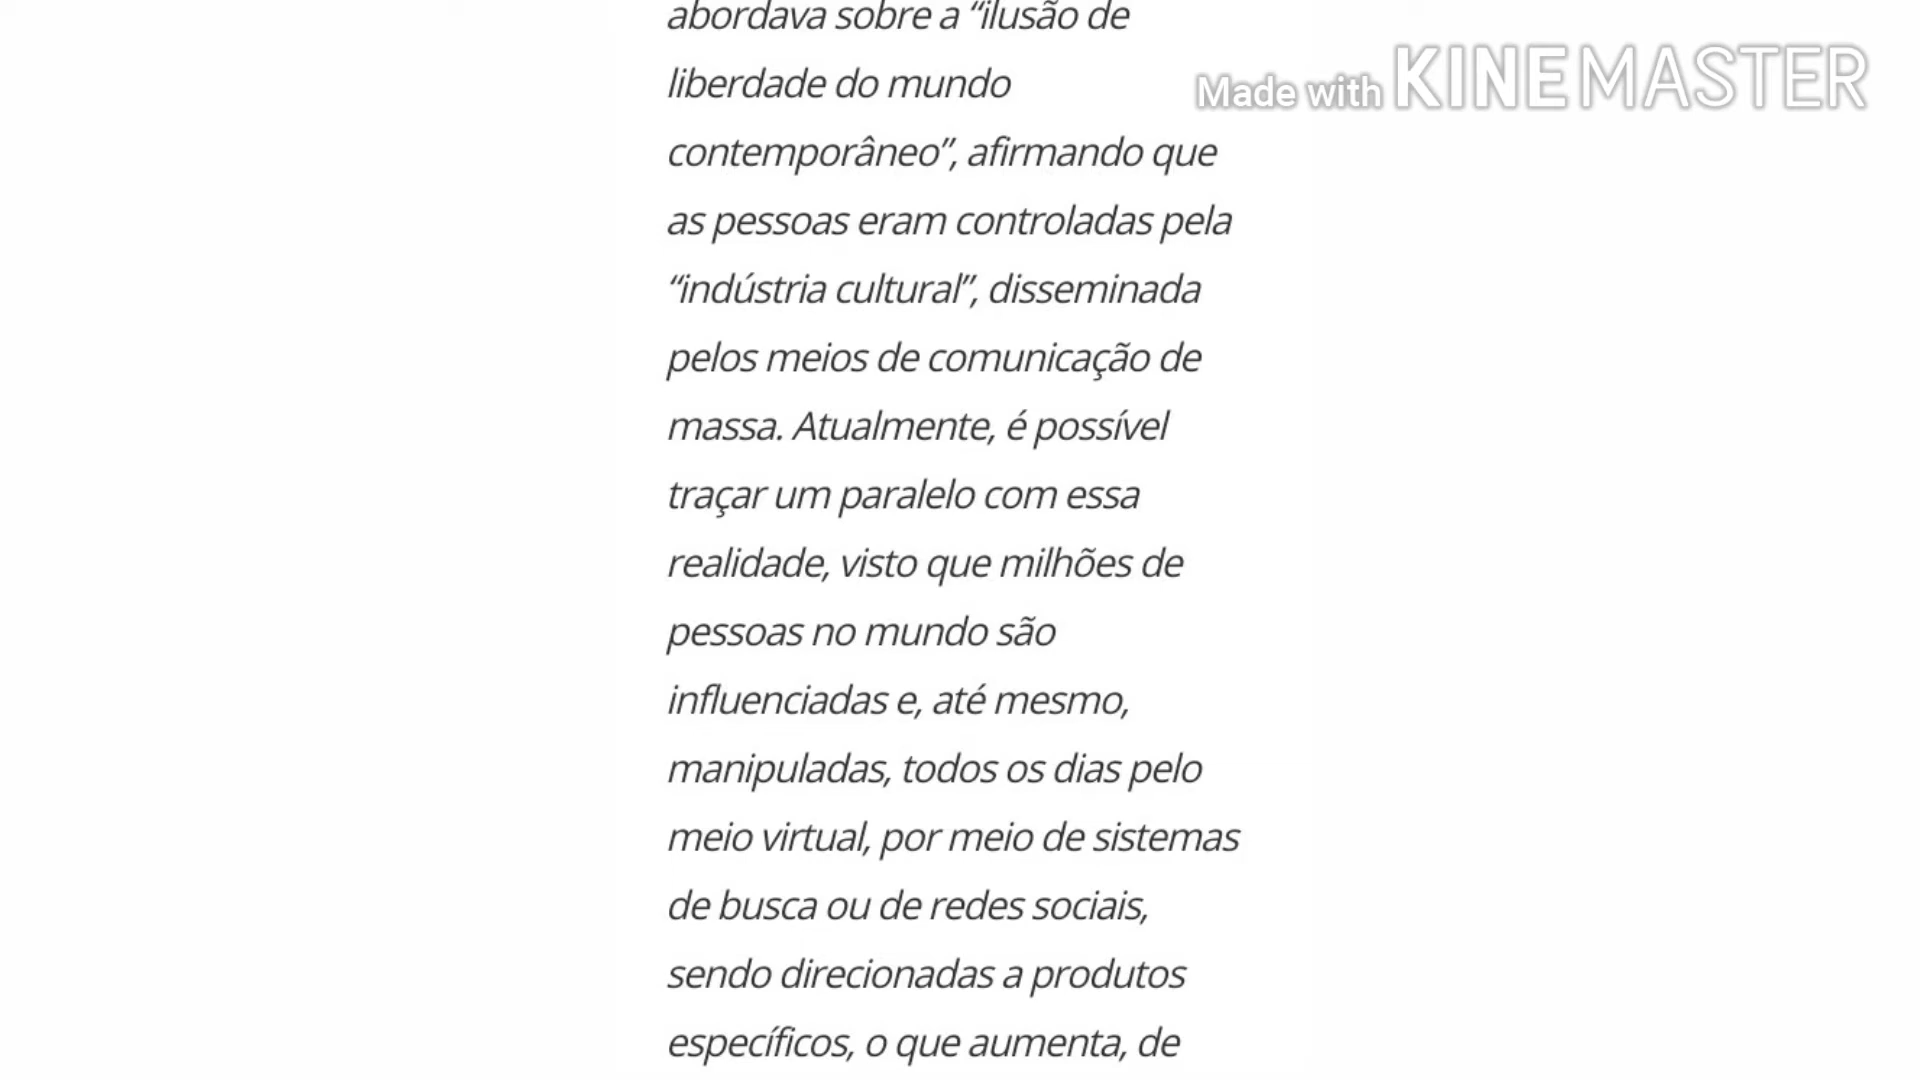 abordava sobre a “ilusão de
liberdade do mundo
Made with KINEMASTER
contemporâneo”, afirmando que
as pessoas eram controladas pela
“indústria cultural”, disseminada
pelos meios de comunicação de
massa. Atualmente, é possível
traçar um paralelo com essa
realidade, visto que milhões de
pessoas no mundo são
influenciadas e, até mesmo,
manipuladas, todos os dias pelo
meio virtual, por meio de sistemas
de busca ou de redes sociais,
sendo direcionadas a produtos
específicos, o que aumenta, de